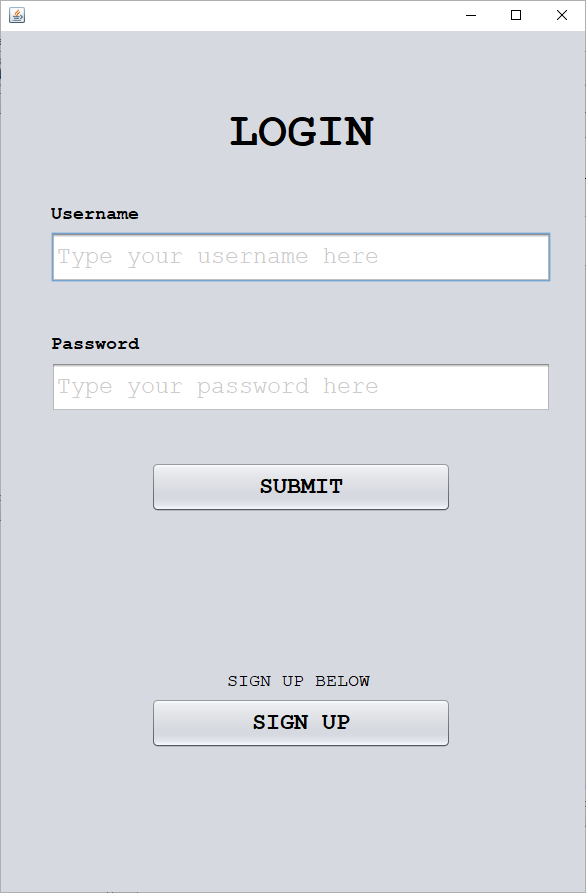 LOGIN
Username
Type your username here
Password
Type your password here
SUBMIT
SIGN UP BELOW
SIGN UP